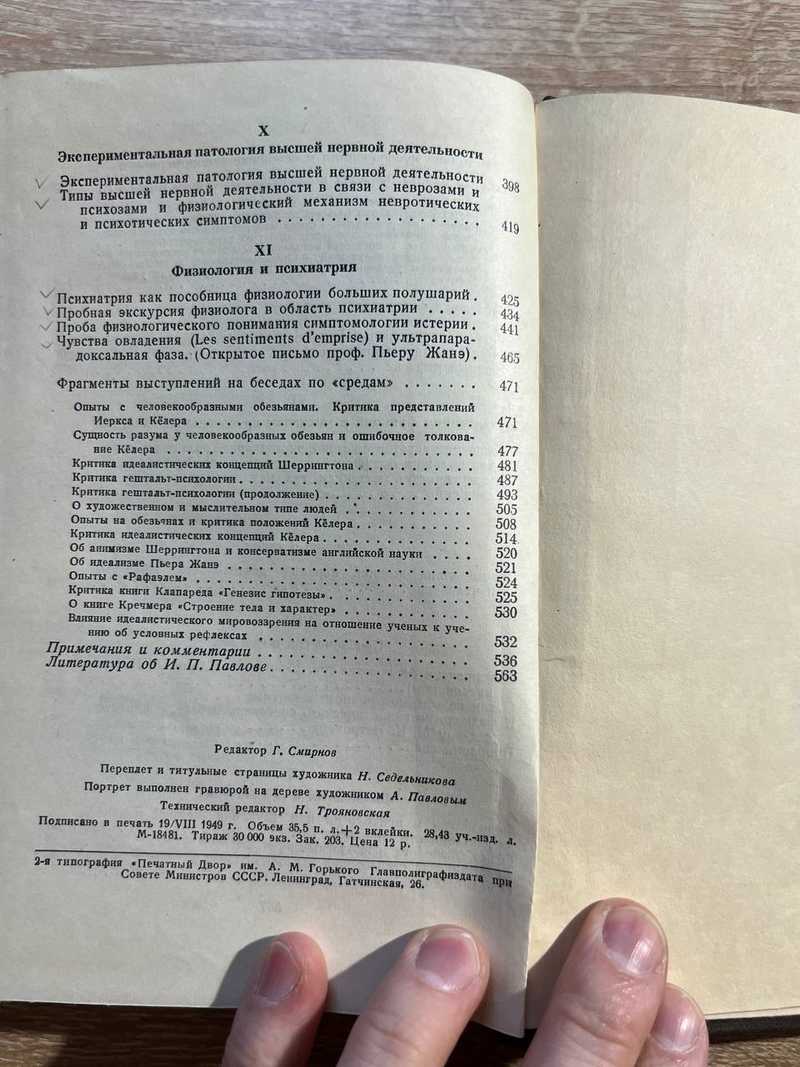 X
Экспериментальная патология высшей нервной деятельности
Экспериментальная патология высшей нервной деятельности 398
Типы высшей нервной деятельности в связи с неврозами и
психозами и физиологический механизм невротических
и психотических симптомов . . . . . . . . . . . . . . . . . 419
XI
Физиология и психиатрия
Психиатрия как пособница физиологии больших полушарий . 425
Пробная экскурсия физиолога в область психиатрии . . . . . 434
Проба физиологического понимания симптомологии истерии . 441
Чувства овладения (Les sentiments d'emprise) и ультрапара-
доксальная фаза. (Открытое письмо проф. Пьеру Жанэ) . 465
Фрагменты выступлений на беседах по «средам» . . . . . . . 471
Опыты с человекообразными обезьянами. Критика представлений
Иеркса и Кёлера . . . . . . . . . . . . . . . . . . . . . 471
Сущность разума у человекообразных обезьян и ошибочное толкова-
ние Кёлера . . . . . . . . . . . . . . . . . . . . . . . 477
Критика идеалистических концепций Шеррингтона . . . . . . . . . 481
Критика гештальт-психологии . . . . . . . . . . . . . . . . . . 487
Критика гештальт-психологии (продолжение) . . . . . . . . . . . 493
О художественном и мыслительном типе людей . . . . . . . . . . 505
Опыты на обезьянах и критика положений Кёлера . . . . . . . . . 508
Критика идеалистических концепций Кёлера . . . . . . . . . . . . 514
Об анимизме Шеррингтона и консерватизме английской науки . . . . 520
Об идеализме Пьера Жанэ . . . . . . . . . . . . . . . . . . . 521
Опыты с «Рафаэлем» . . . . . . . . . . . . . . . . . . . . . 524
Критика книги Клапареда «Генезис гипотезы» . . . . . . . . . . . 525
О книге Кречмера «Строение тела и характер» . . . . . . . . . . 530
Влияние идеалистического мировоззрения на отношение ученых к уче-
нию об условных рефлексах . . . . . . . . . . . . . . . . 532
Примечания и комментарии . . . . . . . . . . . . . . . . . 536
Литература об И. П. Павлове . . . . . . . . . . . . . . . . 563
Редактор Г. Смирнов
Переплет и титульные страницы художника Н. Седельникова
Портрет выполнен гравюрой на дереве художником А. Павловым
Технический редактор Н. Трояновская
Подписано в печать 19/VIII 1949 г. Объем 35,5 п. л.+2 вклейки. 28,43 уч.-изд. л.
М-18481. Тираж 30 000 экз. Зак. 203. Цена 12 р.
2-я типография «Печатный Двор» им. А. М. Горького Главполиграфиздата при
Совете Министров СССР. Ленинград, Гатчинская, 26.